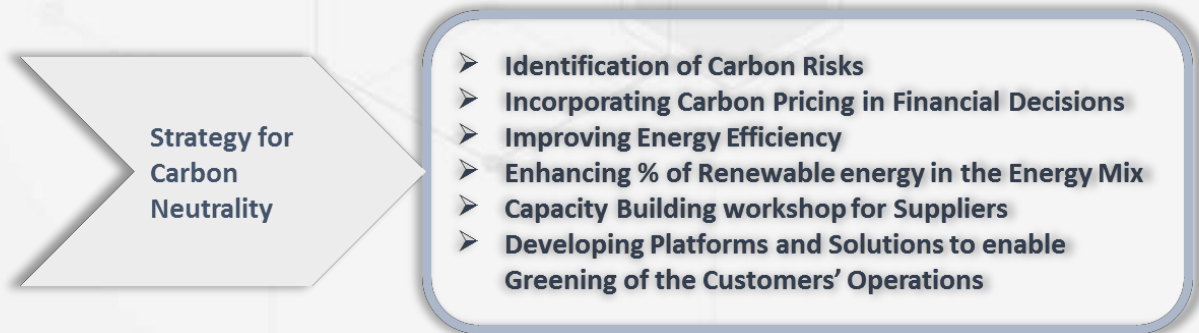 Strategy for
Carbon
Neutrality
➢ Identification of Carbon Risks
➢ Incorporating Carbon Pricing in Financial Decisions
➢ Improving Energy Efficiency
➢ Enhancing % of Renewable energy in the Energy Mix
➢ Capacity Building workshop for Suppliers
➢ Developing Platforms and Solutions to enable
Greening of the Customers’ Operations